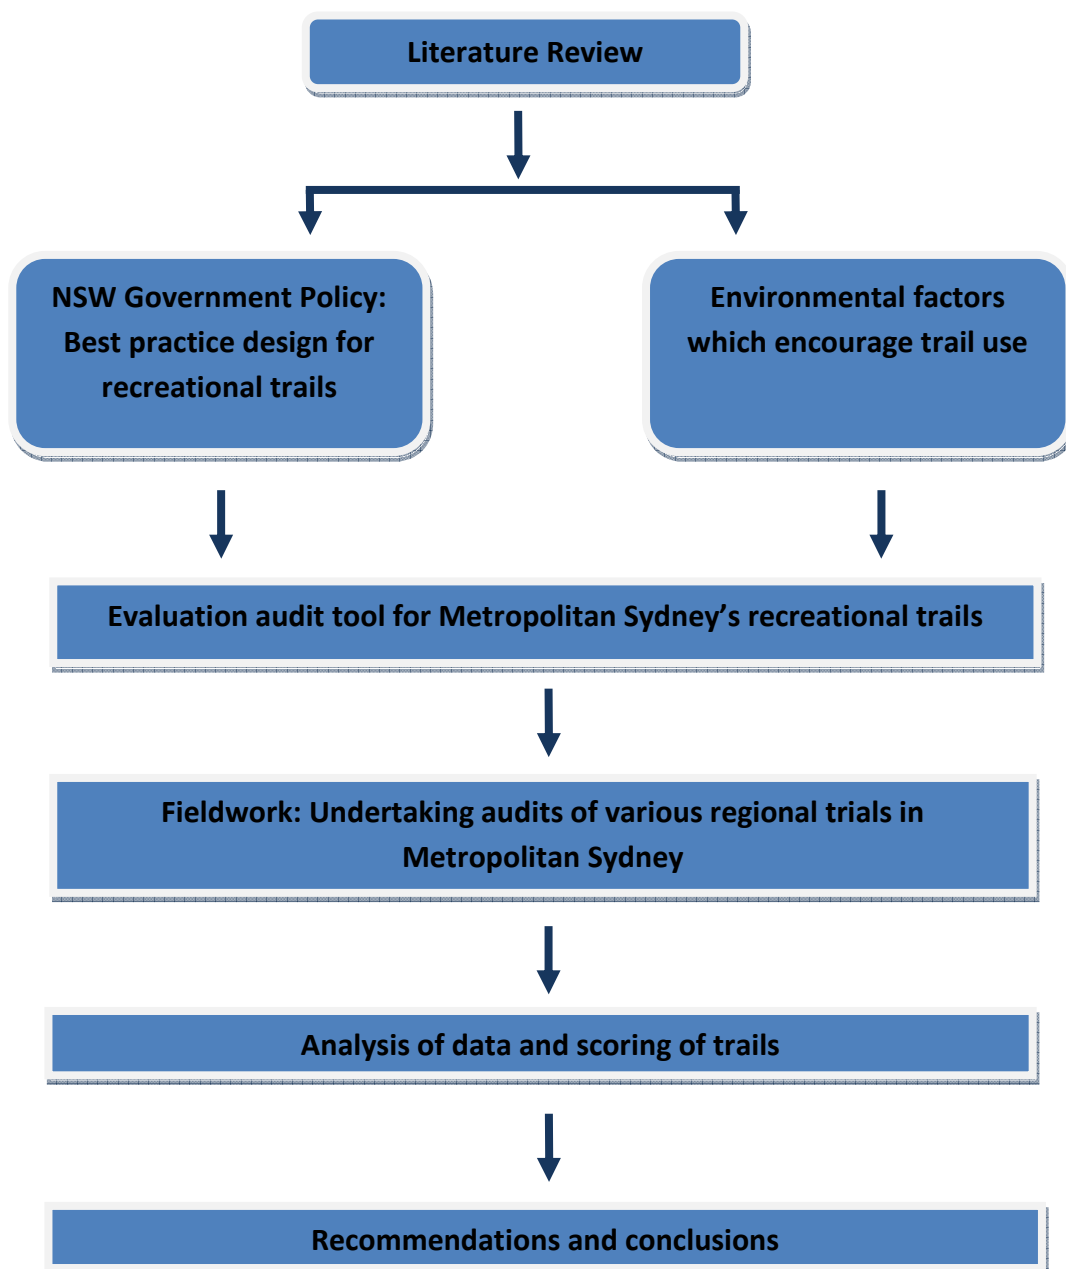 Literature Review
NSW Government Policy:
Best practice design for
recreational trails
Environmental factors
which encourage trail use
Evaluation audit tool for Metropolitan Sydney’s recreational trails
Fieldwork: Undertaking audits of various regional trials in
Metropolitan Sydney
Analysis of data and scoring of trails
Recommendations and conclusions